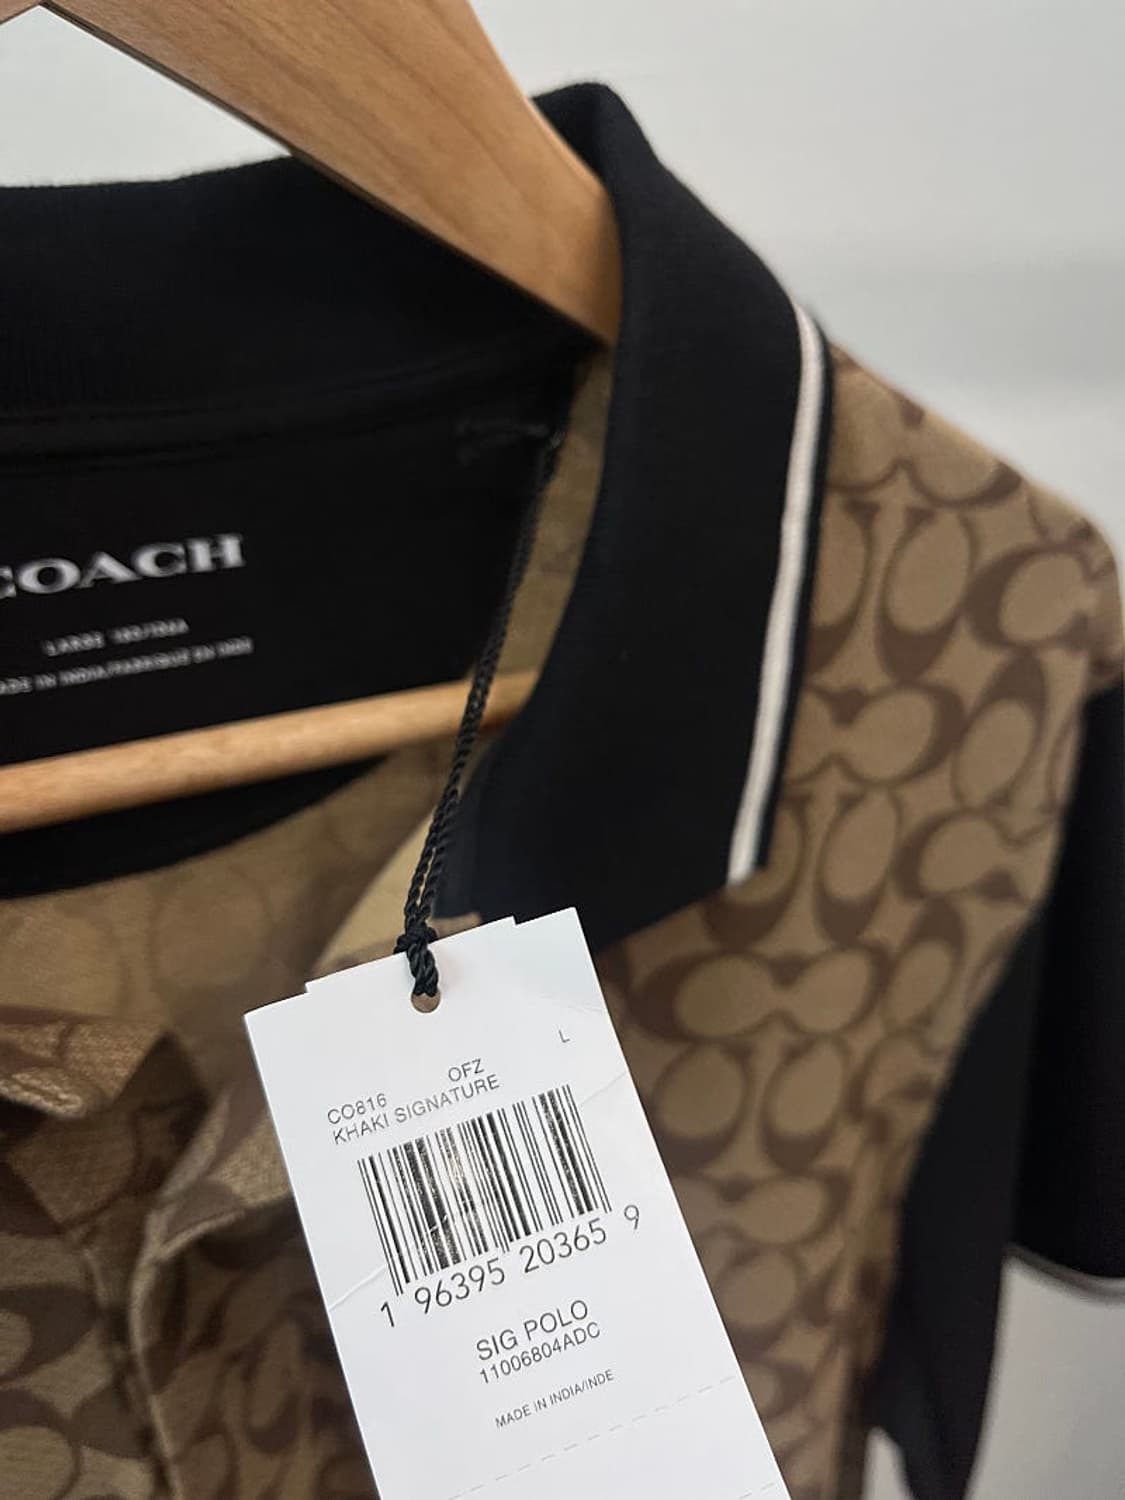 COACH
LARGE
MADE IN INDIA/FABRIQUÉ EN INDE
L
OFZ
CO816
KHAKI SIGNATURE
1 96395 20365 9
SIG POLO
11006804ADC
MADE IN INDIA/INDE